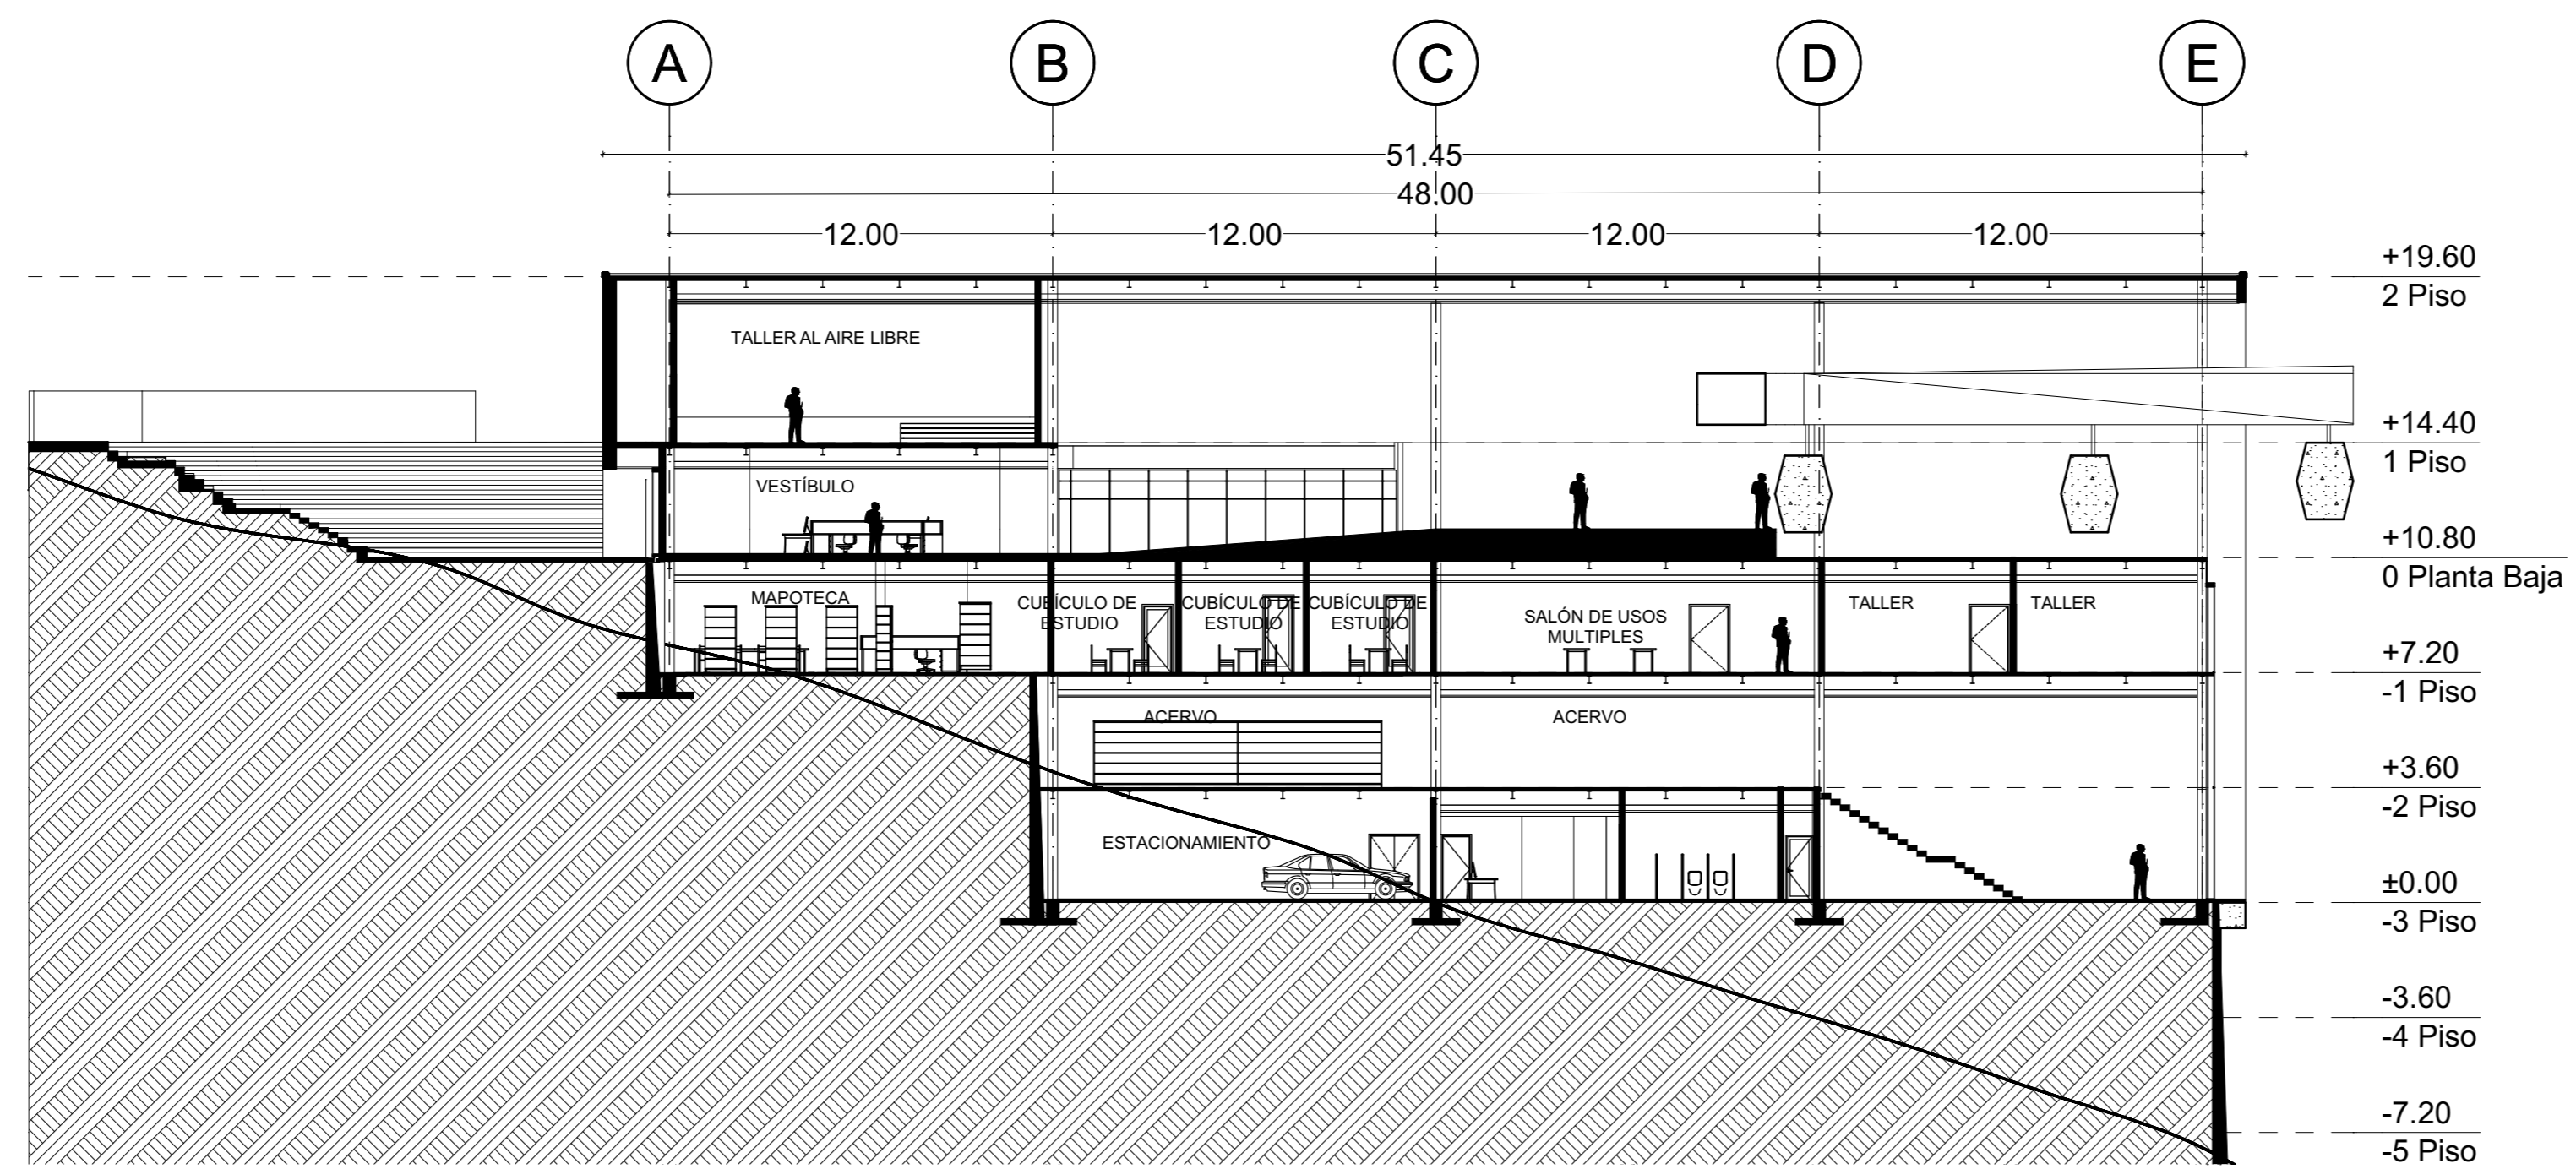 A B C D E
51.45
48.00
12.00 12.00 12.00 12.00
+19.60
2 Piso
TALLER AL AIRE LIBRE
+14.40
1 Piso
VESTÍBULO
+10.80
0 Planta Baja
MAPOTECA
CUBÍCULO DE
ESTUDIO
CUBÍCULO DE
ESTUDIO
CUBÍCULO DE
ESTUDIO
SALÓN DE USOS
MULTIPLES
TALLER
TALLER
+7.20
-1 Piso
ACERVO
ACERVO
+3.60
-2 Piso
ESTACIONAMIENTO
±0.00
-3 Piso
-3.60
-4 Piso
-7.20
-5 Piso